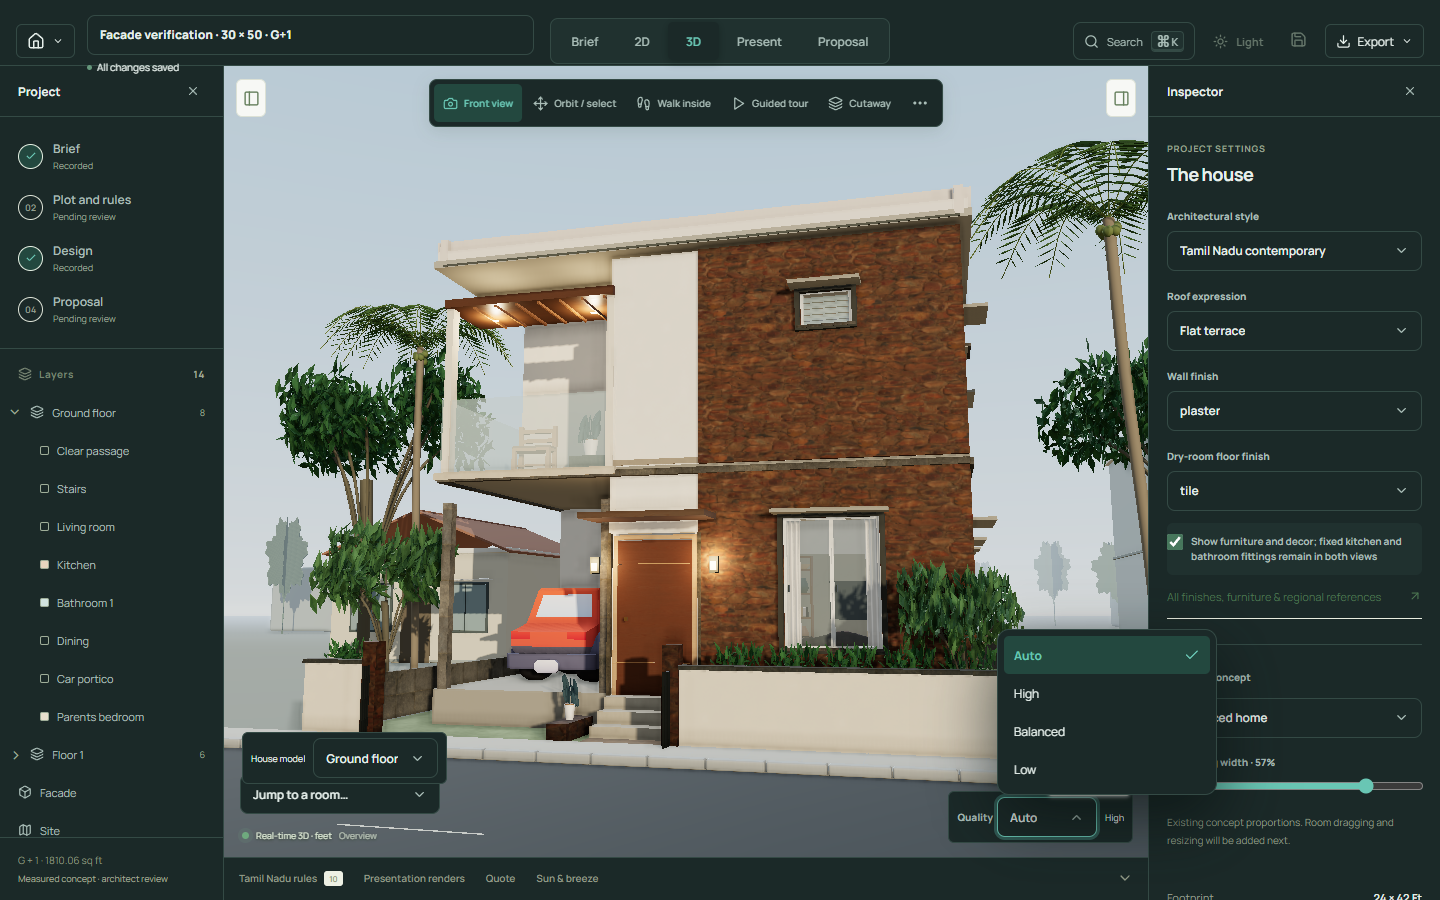 Facade verification · 30 × 50 · G+1
All changes saved
Brief
2D
3D
Present
Proposal
Search
⌘K
Light
Export
Project
Brief
Recorded
02
Plot and rules
Pending review
Design
Recorded
04
Proposal
Pending review
Layers
14
Ground floor
8
Clear passage
Stairs
Living room
Kitchen
Bathroom 1
Dining
Car portico
Parents bedroom
Floor 1
6
Facade
Site
G + 1 · 1810.06 sq ft
Measured concept · architect review
Front view
Orbit / select
Walk inside
Guided tour
Cutaway
House model
Ground floor
Jump to a room...
Real-time 3D · feet
Overview
Auto
High
Balanced
Low
Quality
Auto
High
Tamil Nadu rules
10
Presentation renders
Quote
Sun & breeze
Inspector
PROJECT SETTINGS
The house
Architectural style
Tamil Nadu contemporary
Roof expression
Flat terrace
Wall finish
plaster
Dry-room floor finish
tile
Show furniture and decor; fixed kitchen and
bathroom fittings remain in both views
All finishes, furniture & regional references
oncept
ced home
width · 57%
Existing concept proportions. Room dragging and
resizing will be added next.
Footprint
24 × 42 Ft